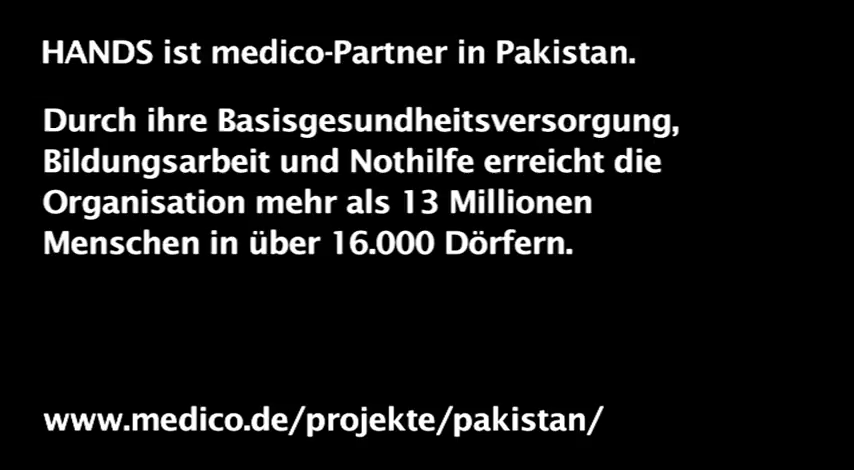 HANDS ist medico-Partner in Pakistan.
Durch ihre Basisgesundheitsversorgung,
Bildungsarbeit und Nothilfe erreicht die
Organisation mehr als 13 Millionen
Menschen in über 16.000 Dörfern.
www.medico.de/projekte/pakistan/